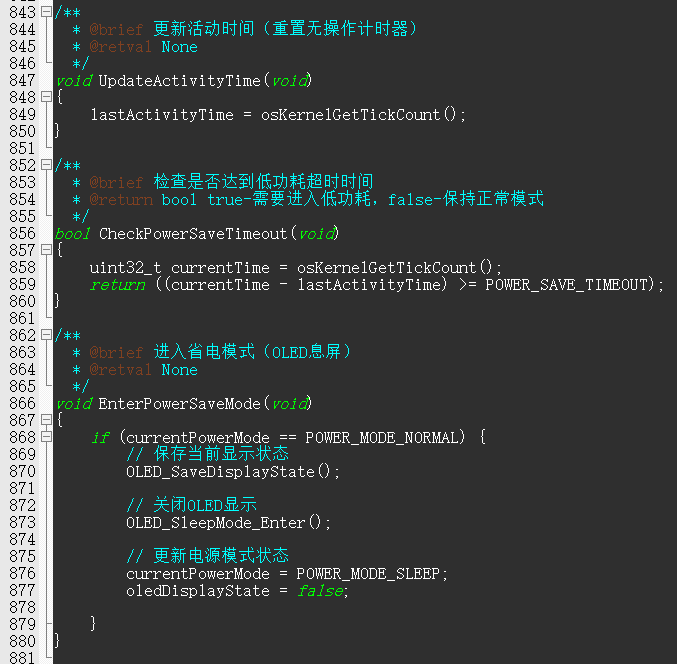 843 /**
844   * @brief 更新活动时间（重置无操作计时器）
845   * @retval None
846   */
847 void UpdateActivityTime(void)
848 {
849     lastActivityTime = osKernelGetTickCount();
850 }
851
852 /**
853   * @brief 检查是否达到低功耗超时时间
854   * @return bool true-需要进入低功耗，false-保持正常模式
855   */
856 bool CheckPowerSaveTimeout(void)
857 {
858     uint32_t currentTime = osKernelGetTickCount();
859     return ((currentTime - lastActivityTime) >= POWER_SAVE_TIMEOUT);
860 }
861
862 /**
863   * @brief 进入省电模式（OLED息屏）
864   * @retval None
865   */
866 void EnterPowerSaveMode(void)
867 {
868     if (currentPowerMode == POWER_MODE_NORMAL) {
869         // 保存当前显示状态
870         OLED_SaveDisplayState();
871
872         // 关闭OLED显示
873         OLED_SleepMode_Enter();
874
875         // 更新电源模式状态
876         currentPowerMode = POWER_MODE_SLEEP;
877         oledDisplayState = false;
878
879     }
880 }
881